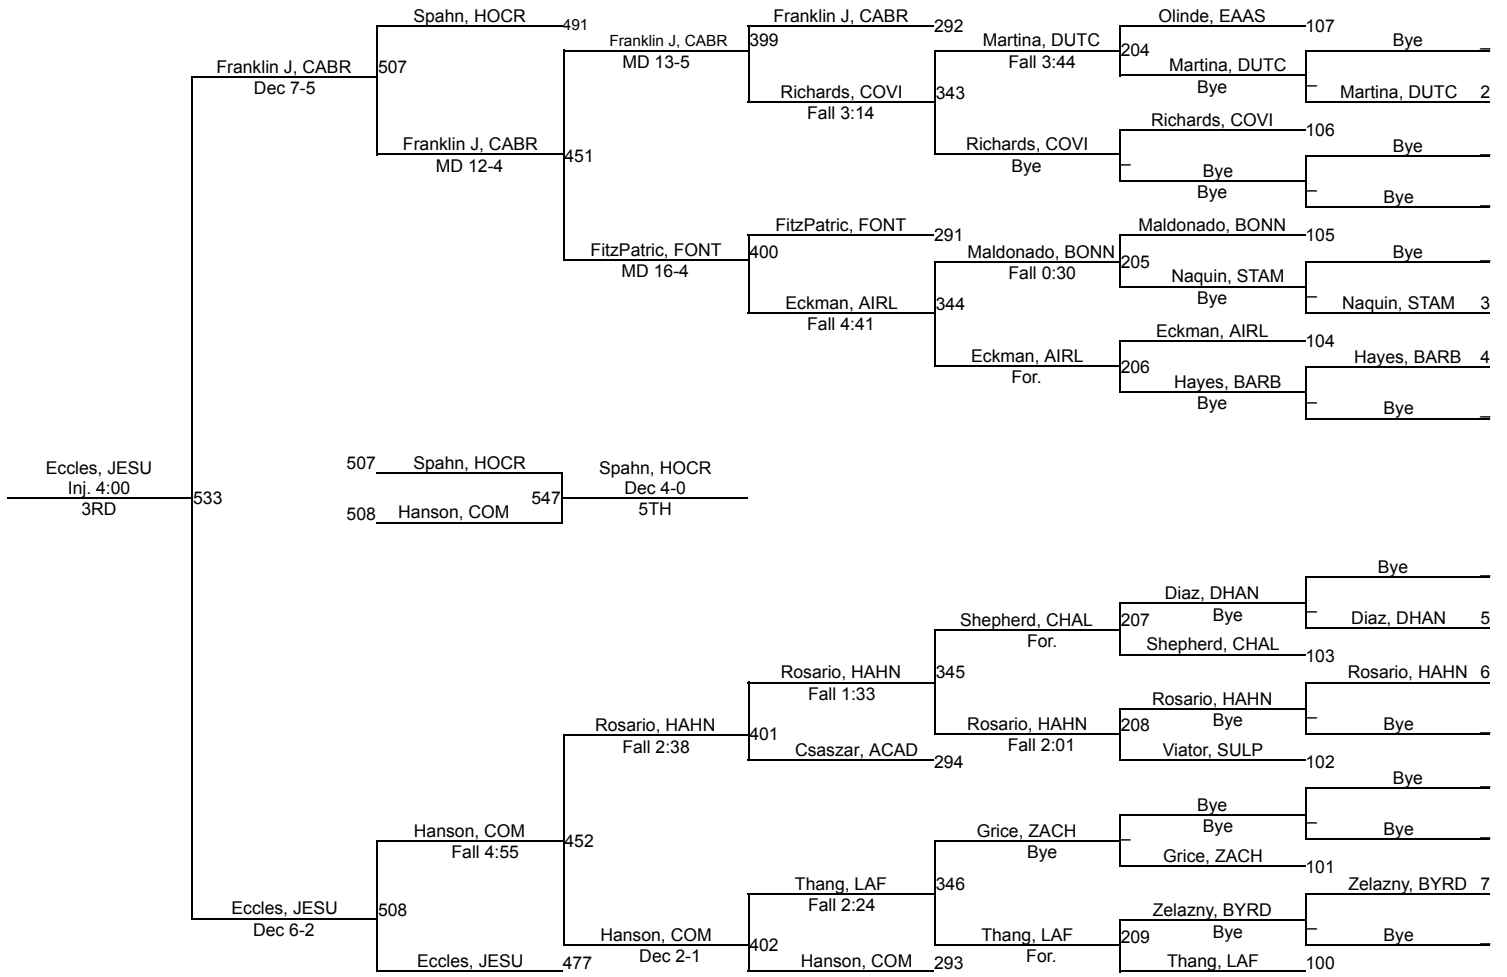 Spahn, HOCR 491 Franklin J, CABR 292 Olinde, EAAS 107
Franklin J, CABR 399 Martina, DUTC 204 Bye _
Franklin J, CABR 507 MD 13-5 Fall 3:44 Martina, DUTC
Dec 7-5 Richards, COVI 343 Bye _ Martina, DUTC 2
Fall 3:14 Richards, COVI 106
Franklin J, CABR 451 Richards, COVI _ Bye _
MD 12-4 Bye Bye
Bye _ Bye _
FitzPatric, FONT 291 Maldonado, BONN 105
FitzPatric, FONT 400 Maldonado, BONN 205 Bye _
MD 16-4 Fall 0:30 Naquin, STAM
Eckman, AIRL 344 Bye _ Naquin, STAM 3
Fall 4:41 Eckman, AIRL 104
Eckman, AIRL 206 Hayes, BARB 4
For. Hayes, BARB
Bye _ Bye _
Eccles, JESU 507 Spahn, HOCR Spahn, HOCR
Inj. 4:00 533 547 Dec 4-0
3RD 508 Hanson, COM 5TH
Bye _
Diaz, DHAN
Shepherd, CHAL 207 Bye _ Diaz, DHAN 5
For. Shepherd, CHAL 103
Rosario, HAHN 345 Rosario, HAHN 6
Fall 1:33 Rosario, HAHN
Rosario, HAHN 401 Rosario, HAHN 208 Bye _
Fall 2:38 Fall 2:01 Bye _
Csaszar, ACAD 294 Viator, SULP 102
Bye _
Bye
Hanson, COM 452 Grice, ZACH _ Bye _
Fall 4:55 Bye Bye _
Grice, ZACH 101
Thang, LAF 346 Zelazny, BYRD 7
Fall 2:24
Eccles, JESU 508 Zelazny, BYRD
Dec 6-2 Hanson, COM 402 Thang, LAF 209 Bye _ Bye _
Dec 2-1 For.
Eccles, JESU 477 Hanson, COM 293 Thang, LAF 100